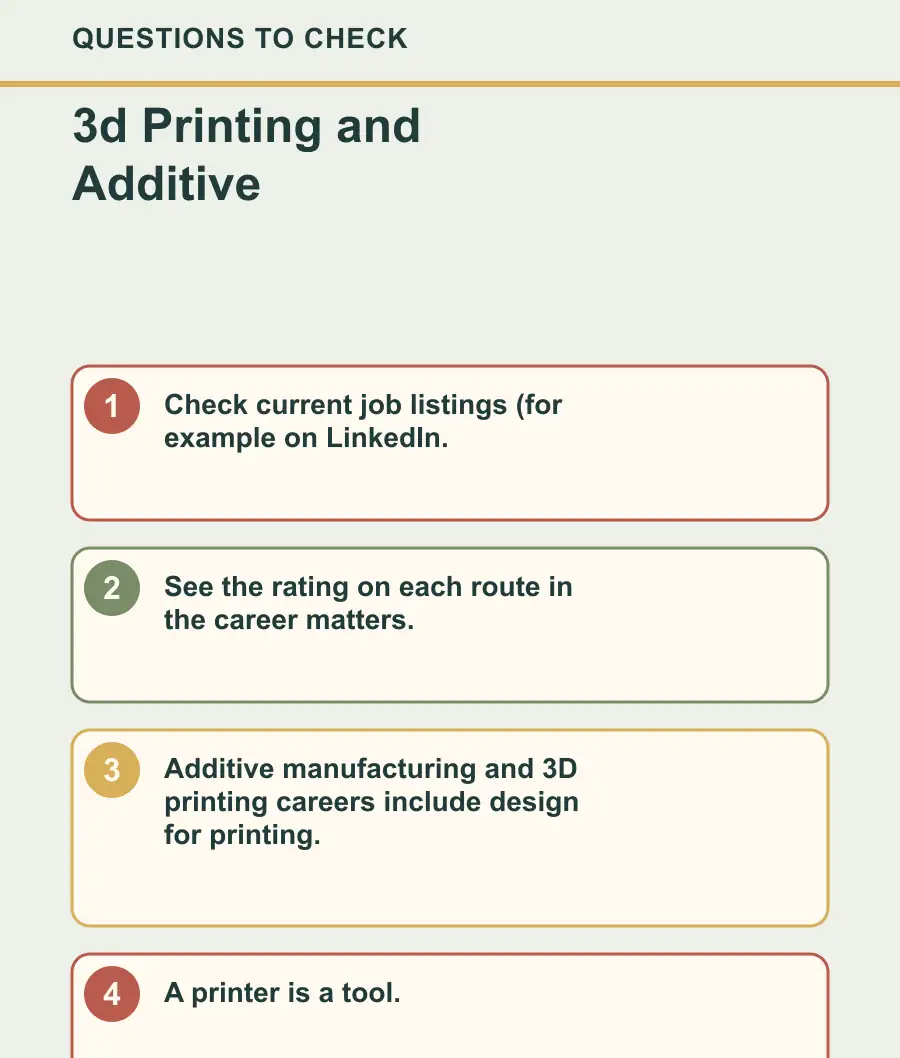 QUESTIONS TO CHECK
3d Printing and
Additive
1
Check current job listings (for
example on LinkedIn.
2
See the rating on each route in
the career matters.
3
Additive manufacturing and 3D
printing careers include design
for printing.
4
A printer is a tool.